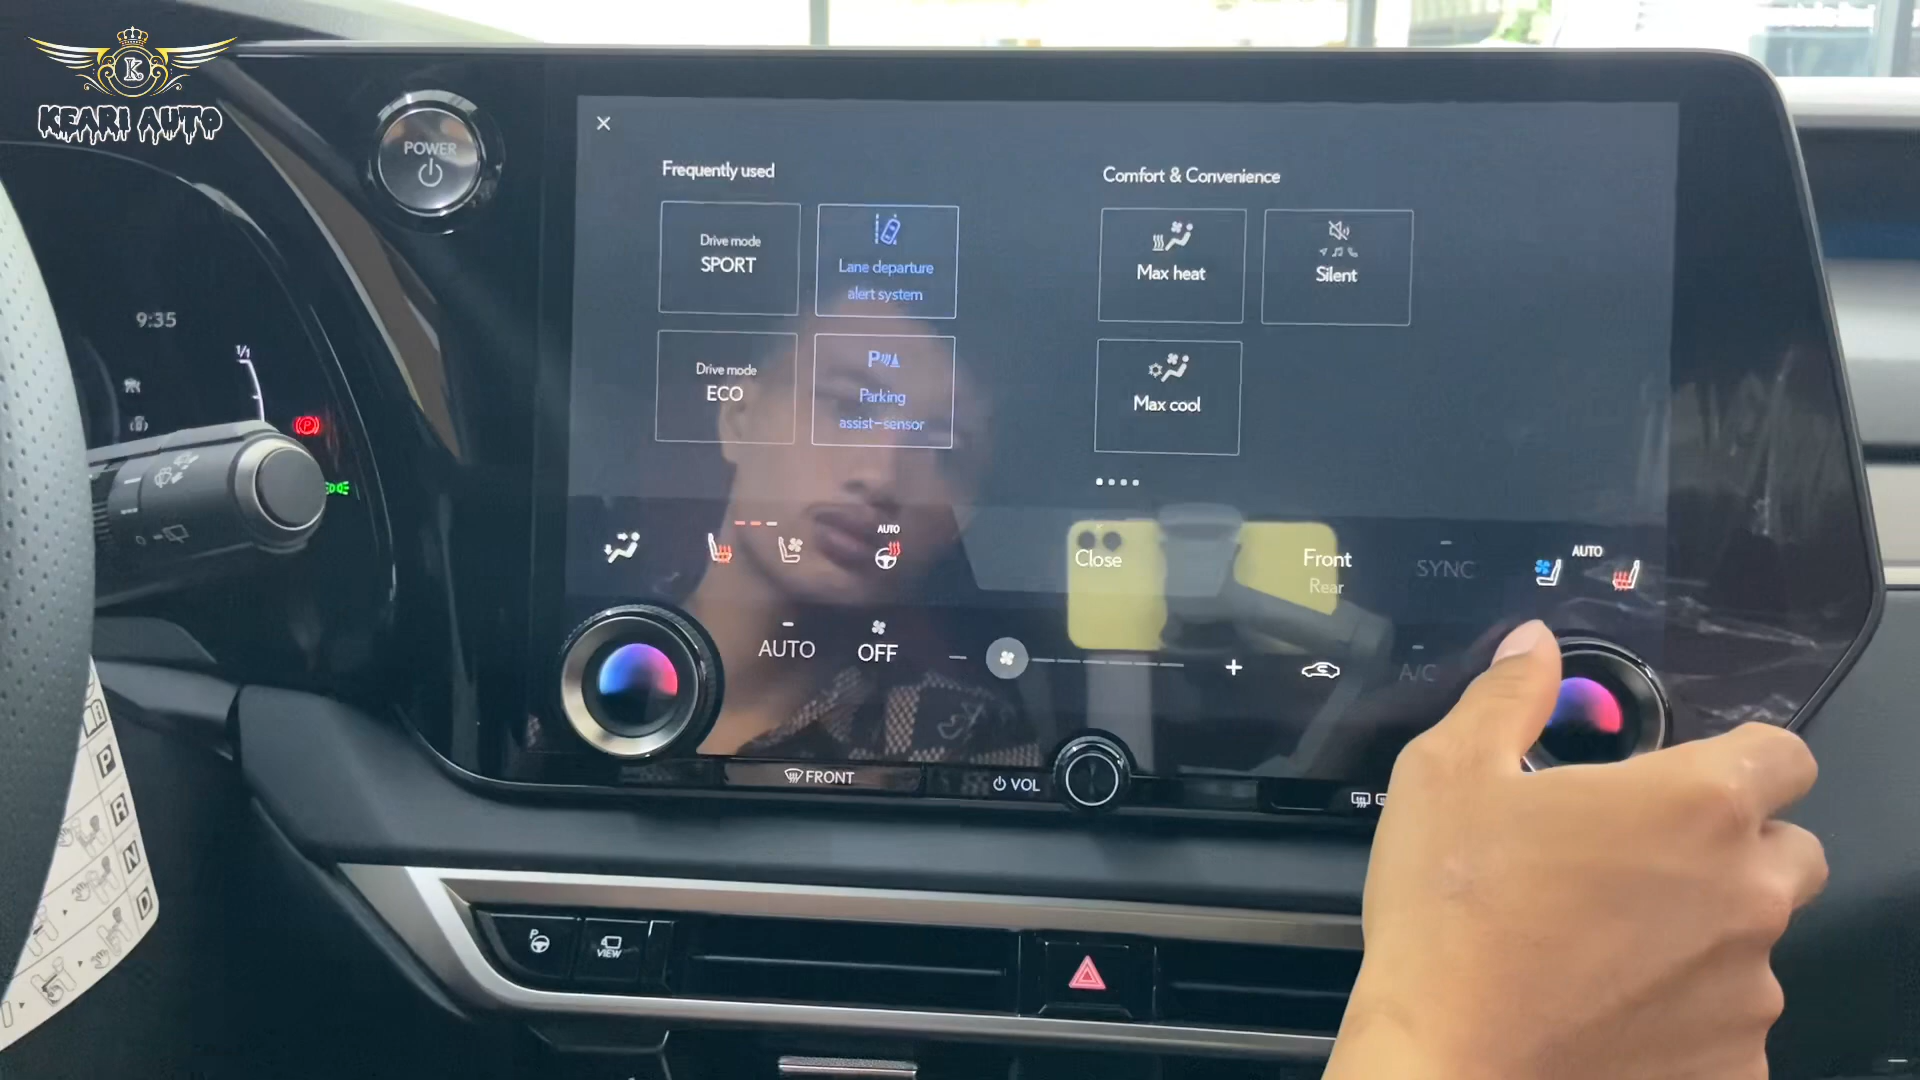 KEARI AUTO
POWER
Frequently used
Comfort & Convenience
Drive mode
SPORT
Lane departure
alert system
Max heat
Silent
Drive mode
ECO
P
Parking
assist-sensor
Max cool
9:35
1/1
P
AUTO
Close
Front
Rear
SYNC
AUTO
AUTO
OFF
A/C
FRONT
VOL
P
VIEW
A
P
R
N
D